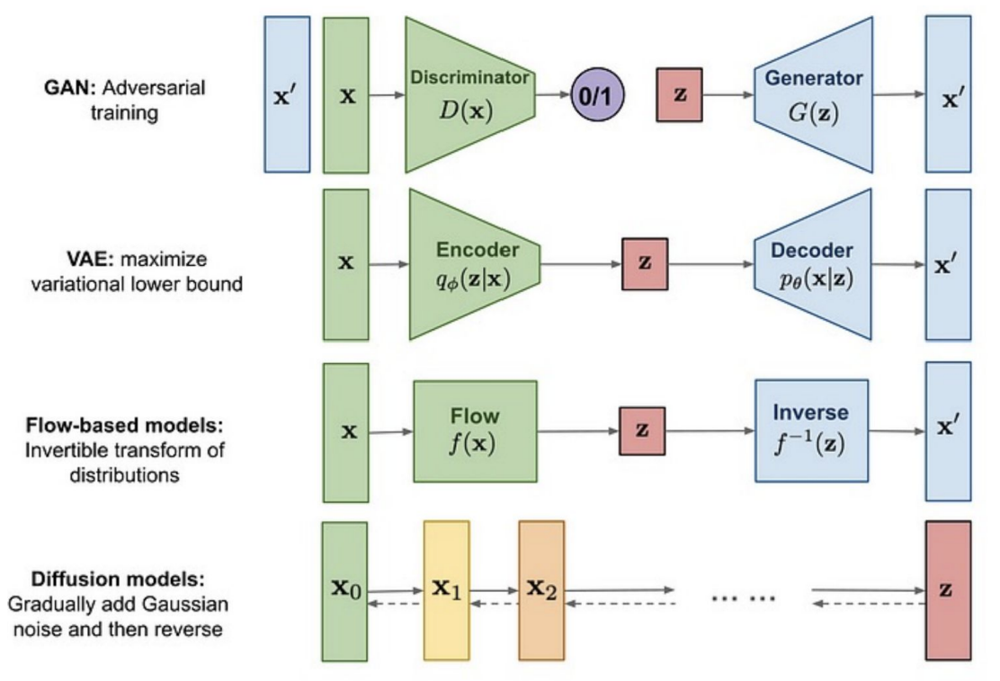 GAN: Adversarial
training
x′
x
Discriminator
D(x)
0/1
z
Generator
G(z)
x′
VAE: maximize
variational lower bound
x
Encoder
qϕ(z|x)
z
Decoder
pθ(x|z)
x′
Flow-based models:
Invertible transform of
distributions
x
Flow
f(x)
z
Inverse
f⁻¹(z)
x′
Diffusion models:
Gradually add Gaussian
noise and then reverse
x₀
x₁
x₂
... ...
z